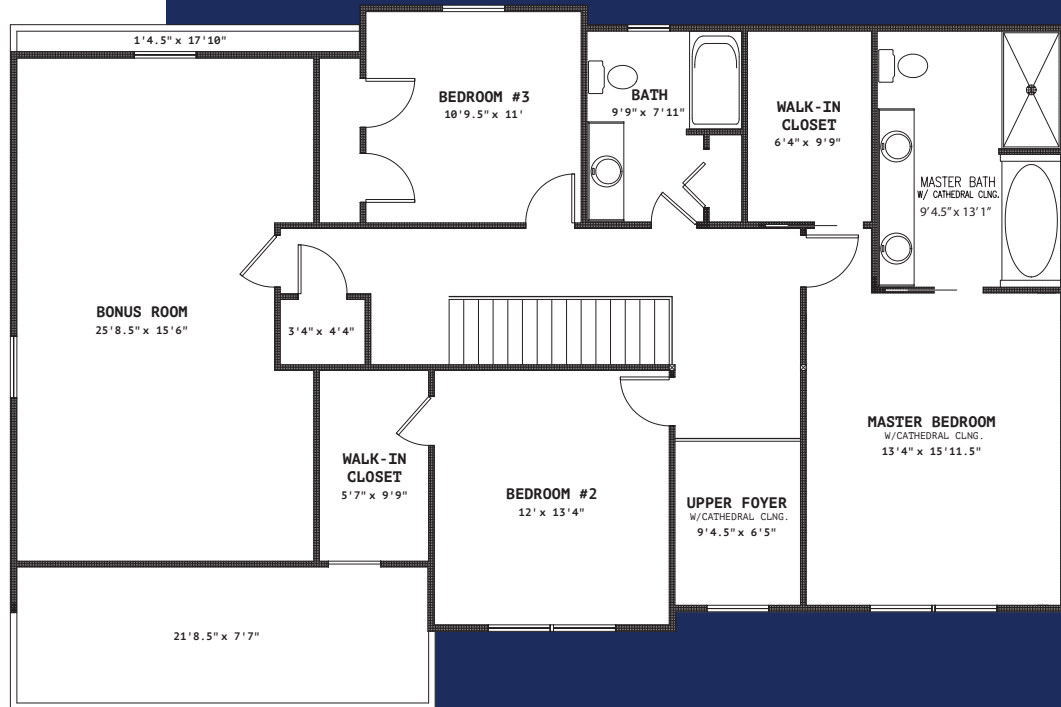 1'4.5" x 17'10"
BEDROOM #3
10'9.5" x 11'
BATH
9'9" x 7'11"
WALK-IN
CLOSET
6'4" x 9'9"
MASTER BATH
W/ CATHEDRAL CLNG.
9'4.5" x 13'1"
BONUS ROOM
25'8.5" x 15'6"
3'4" x 4'4"
WALK-IN
CLOSET
5'7" x 9'9"
BEDROOM #2
12' x 13'4"
UPPER FOYER
W/CATHEDRAL CLNG.
9'4.5" x 6'5"
MASTER BEDROOM
W/CATHEDRAL CLNG.
13'4" x 15'11.5"
21'8.5" x 7'7"